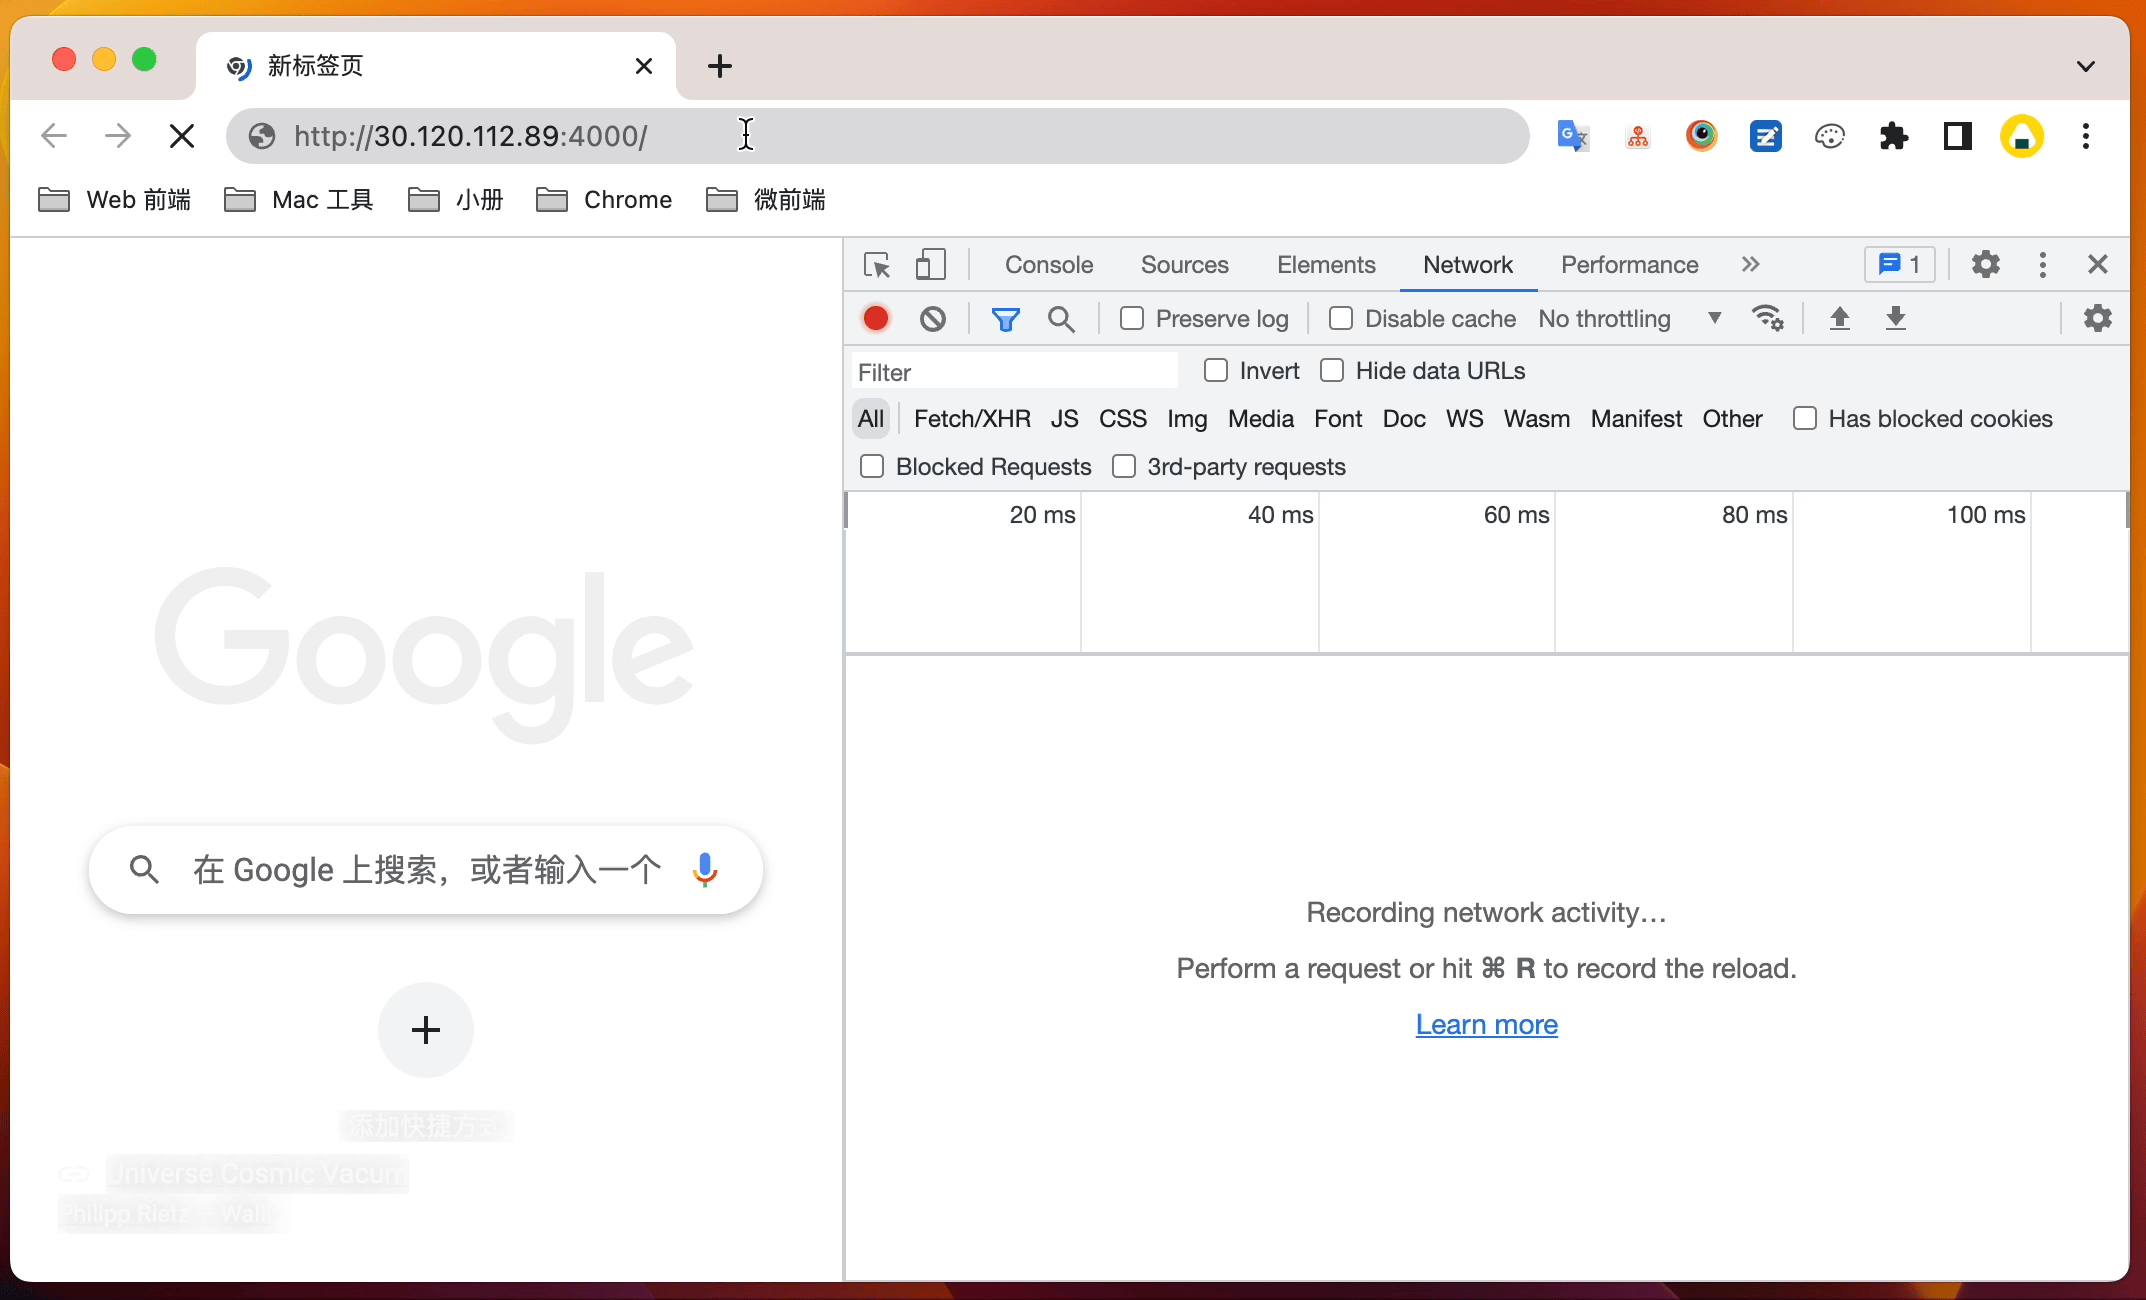 新标签页
http://30.120.112.89:4000/
Web 前端 Mac 工具 小册 Chrome 微前端
Console Sources Elements Network Performance 1
Preserve log Disable cache No throttling
Filter Invert Hide data URLs
All Fetch/XHR JS CSS Img Media Font Doc WS Wasm Manifest Other Has blocked cookies
Blocked Requests 3rd-party requests
20 ms 40 ms 60 ms 80 ms 100 ms
Google
在 Google 上搜索，或者输入一个
添加快捷方式
Universe Cosmic Vacum
Philipp Rietz
Recording network activity…
Perform a request or hit ⌘ R to record the reload.
Learn more